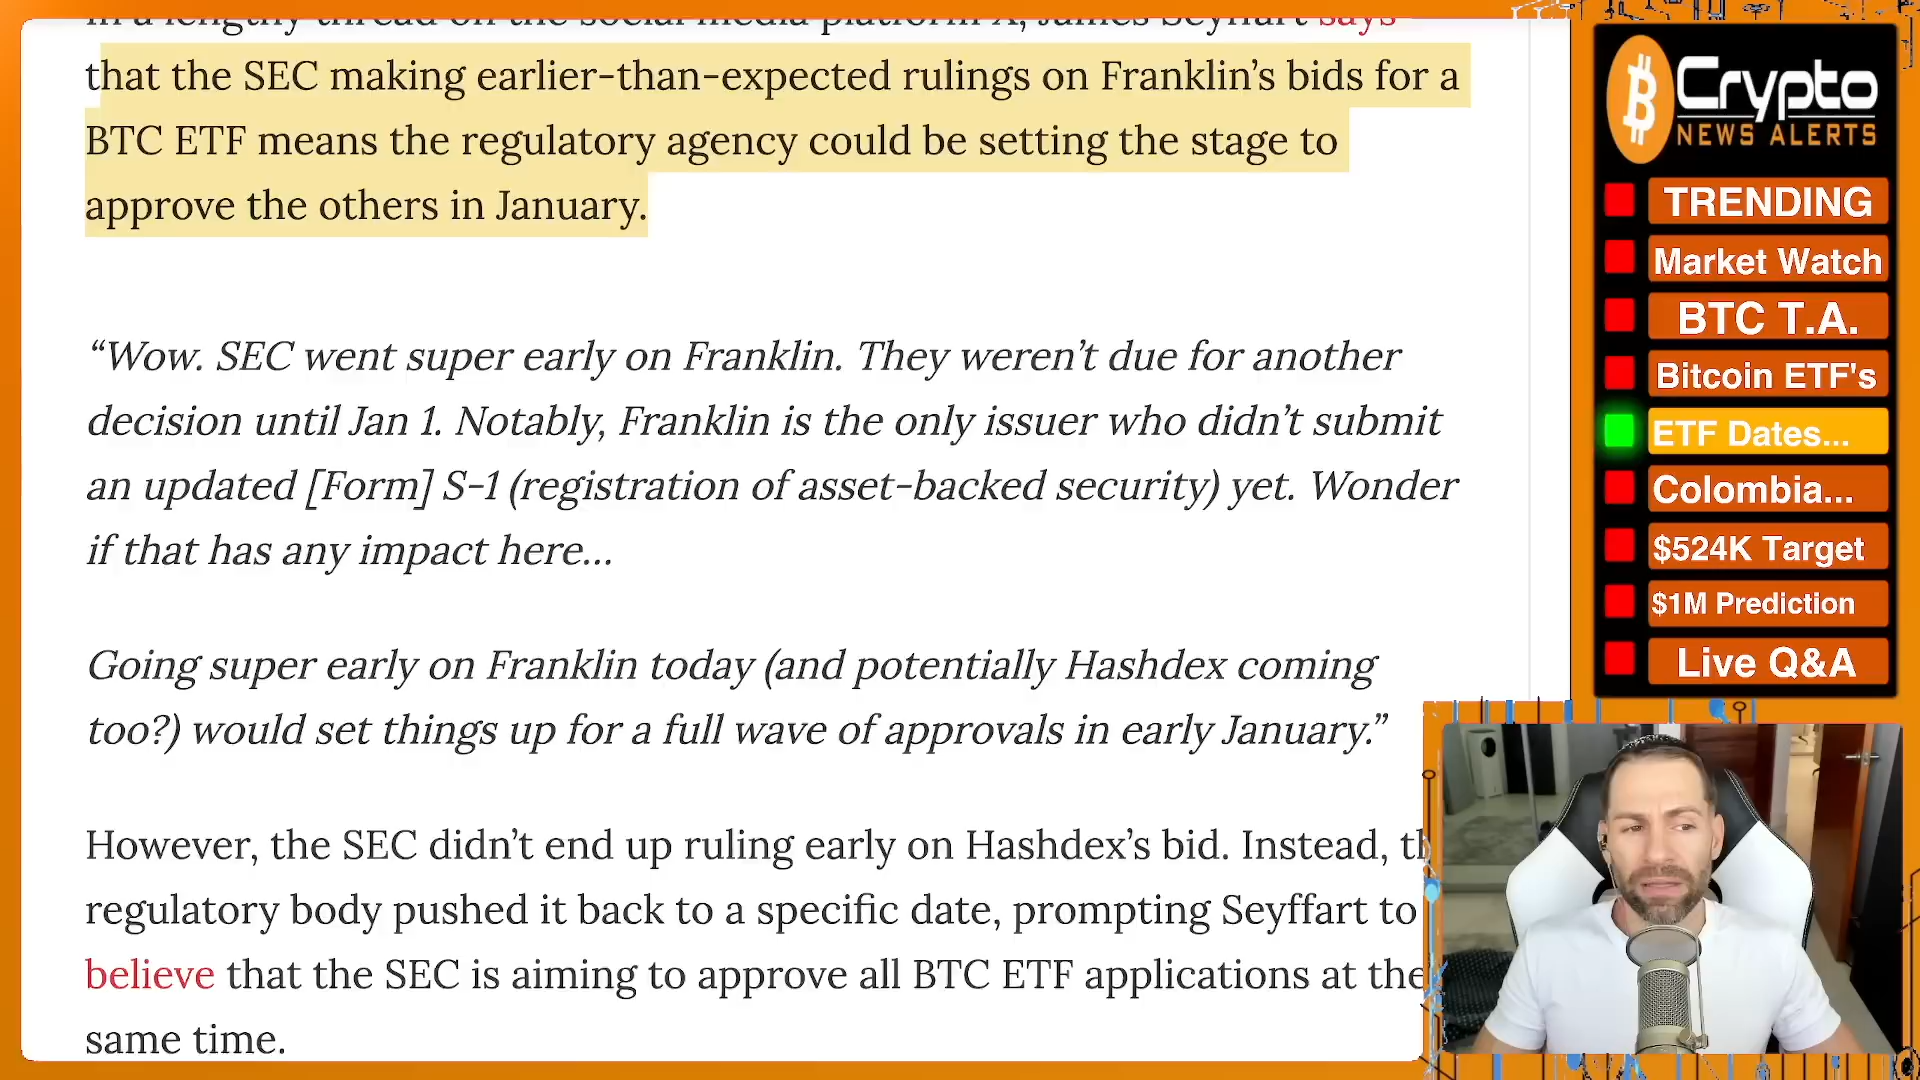 in a lengthy thread on the social media platform X, James Seyffart says
that the SEC making earlier-than-expected rulings on Franklin’s bids for a
BTC ETF means the regulatory agency could be setting the stage to
approve the others in January.
“Wow. SEC went super early on Franklin. They weren’t due for another
decision until Jan 1. Notably, Franklin is the only issuer who didn’t submit
an updated [Form] S-1 (registration of asset-backed security) yet. Wonder
if that has any impact here…
Going super early on Franklin today (and potentially Hashdex coming
too?) would set things up for a full wave of approvals in early January.”
However, the SEC didn’t end up ruling early on Hashdex’s bid. Instead, th
regulatory body pushed it back to a specific date, prompting Seyffart to
believe that the SEC is aiming to approve all BTC ETF applications at the
same time.
Crypto
NEWS ALERTS
TRENDING
Market Watch
BTC T.A.
Bitcoin ETF's
ETF Dates...
Colombia...
$524K Target
$1M Prediction
Live Q&A